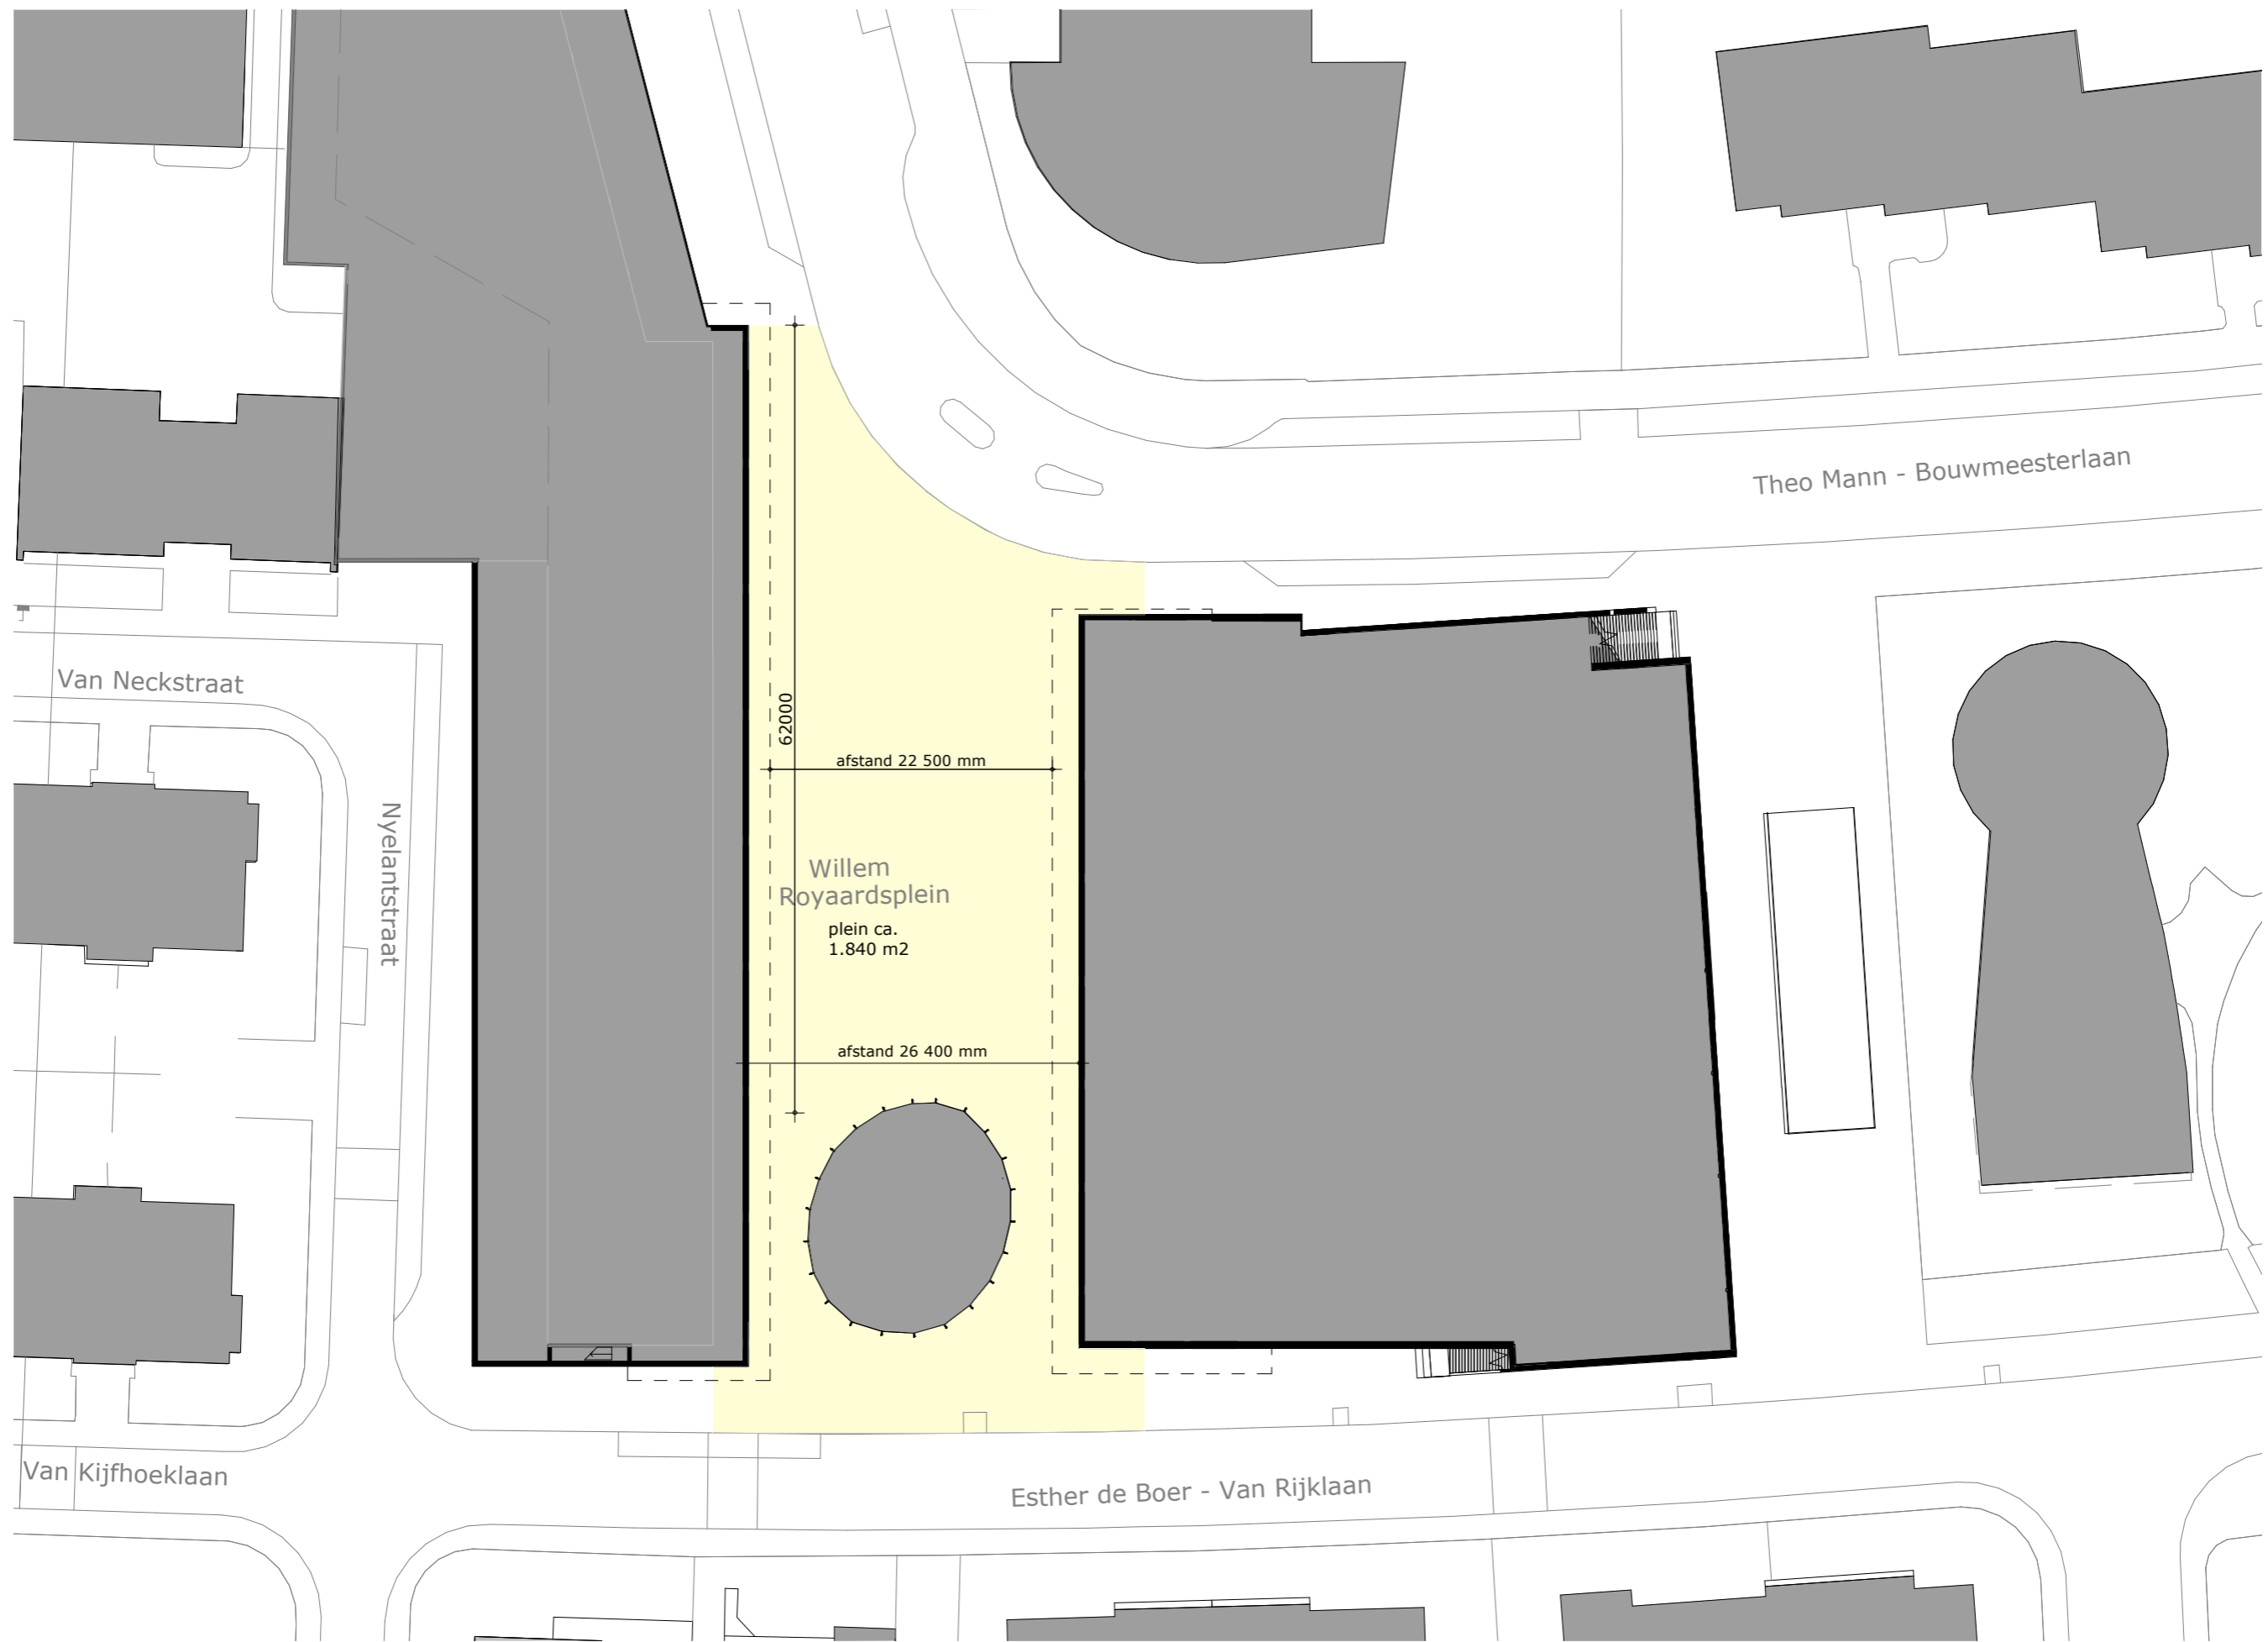 Theo Mann - Bouwmeesterlaan
Van Neckstraat
62000
afstand 22 500 mm
Nyelantstraat
Willem
Royaardsplein
plein ca.
1.840 m2
afstand 26 400 mm
Van Kijfhoeklaan
Esther de Boer - Van Rijklaan